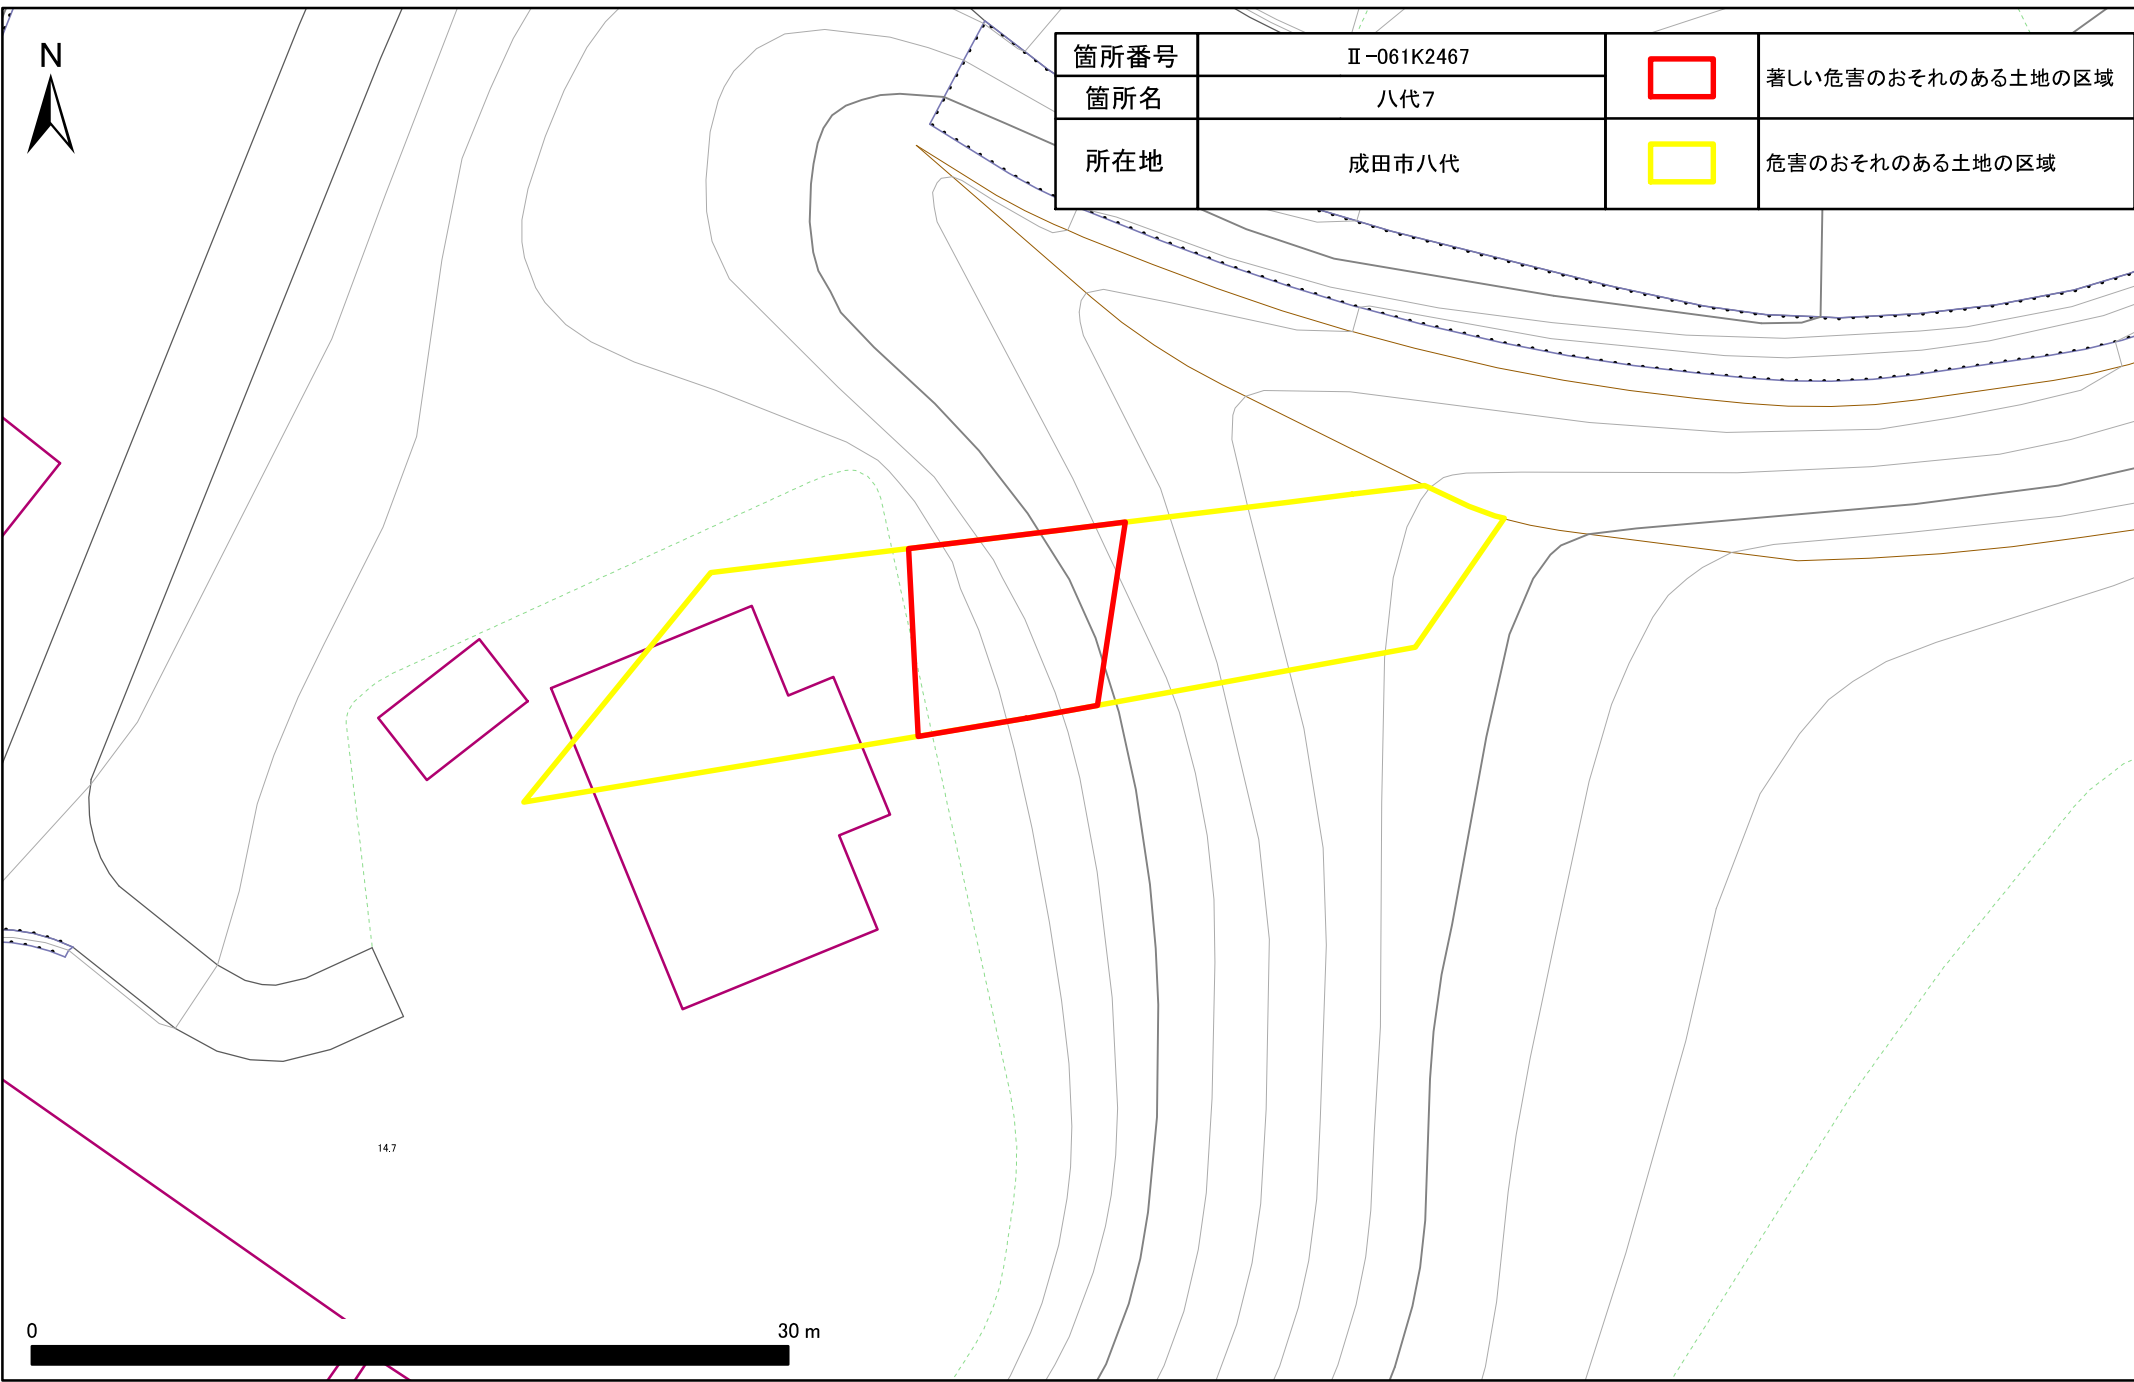 N
箇所番号 Ⅱ-061K2467
著しい危害のおそれのある土地の区域
箇所名 八代7
所在地 成田市八代
危害のおそれのある土地の区域
14.7
0 30 m